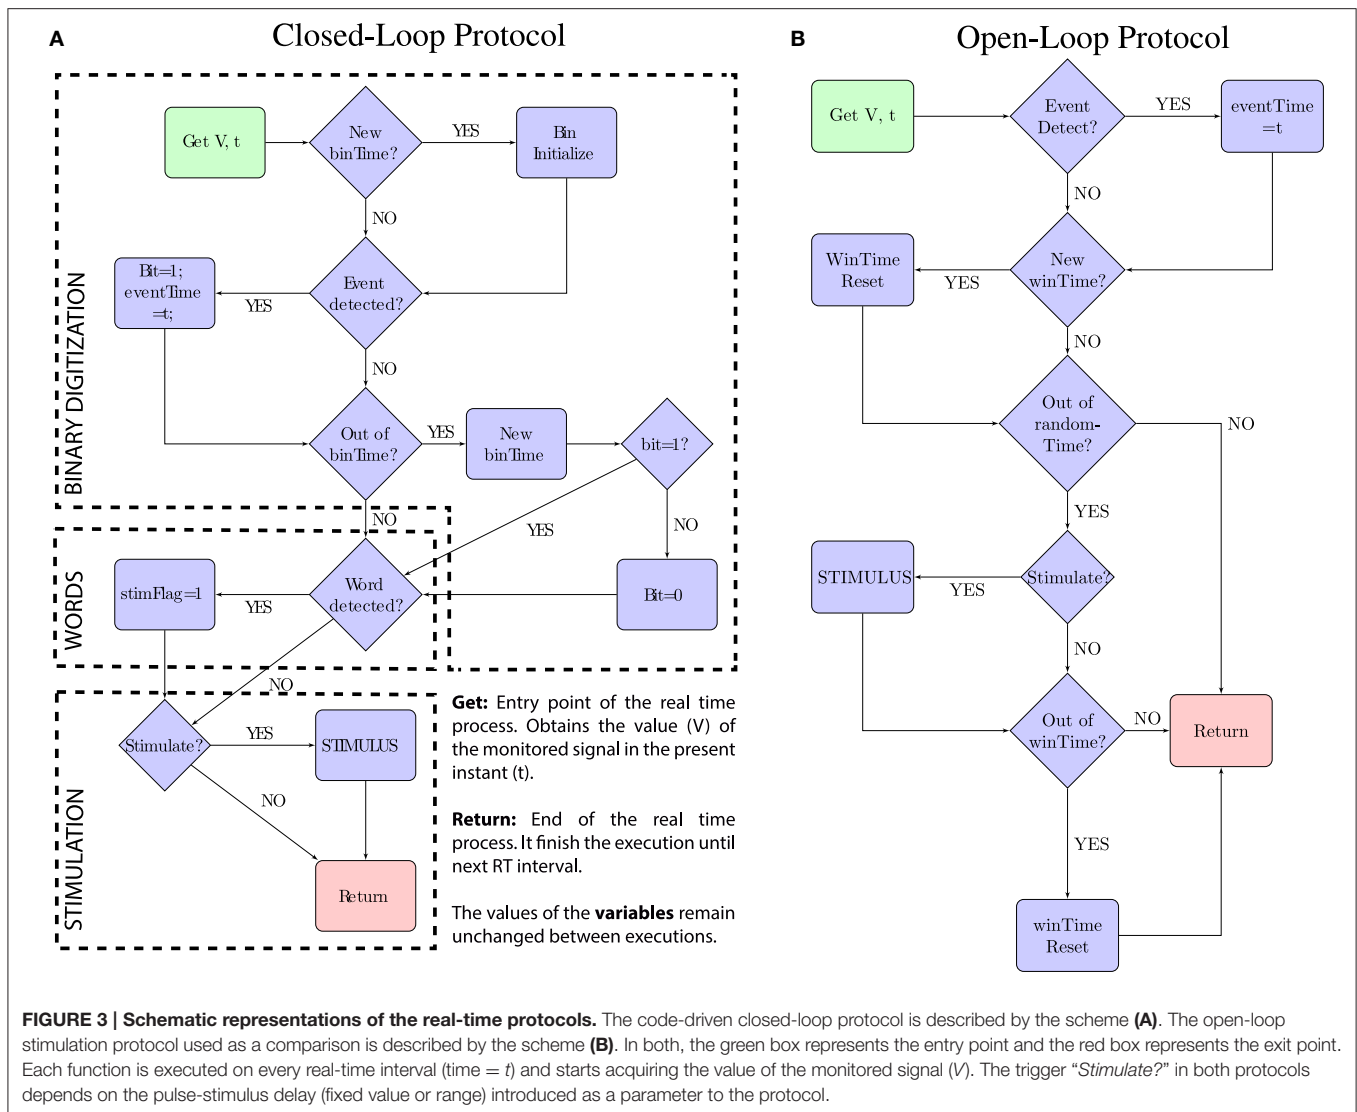 A
Closed-Loop Protocol
BINARY DIGITIZATION
Get V, t
New
binTime?
YES
Bin
Initialize
NO
Bit=1;
eventTime
=t;
YES
Event
detected?
NO
Out of
binTime?
YES
New
binTime
bit=1?
NO
YES
NO
WORDS
stimFlag=1
YES
Word
detected?
Bit=0
NO
STIMULATION
Stimulate?
YES
STIMULUS
NO
Return
Get: Entry point of the real time
process. Obtains the value (V) of
the monitored signal in the present
instant (t).
Return: End of the real time
process. It finish the execution until
next RT interval.
The values of the variables remain
unchanged between executions.
B
Open-Loop Protocol
Get V, t
Event
Detect?
YES
eventTime
=t
NO
WinTime
Reset
YES
New
winTime?
NO
Out of
random-
Time?
NO
YES
STIMULUS
YES
Stimulate?
NO
Out of
winTime?
NO
Return
YES
winTime
Reset
FIGURE 3 | Schematic representations of the real-time protocols. The code-driven closed-loop protocol is described by the scheme (A). The open-loop
stimulation protocol used as a comparison is described by the scheme (B). In both, the green box represents the entry point and the red box represents the exit point.
Each function is executed on every real-time interval (time = t) and starts acquiring the value of the monitored signal (V). The trigger “Stimulate?” in both protocols
depends on the pulse-stimulus delay (fixed value or range) introduced as a parameter to the protocol.